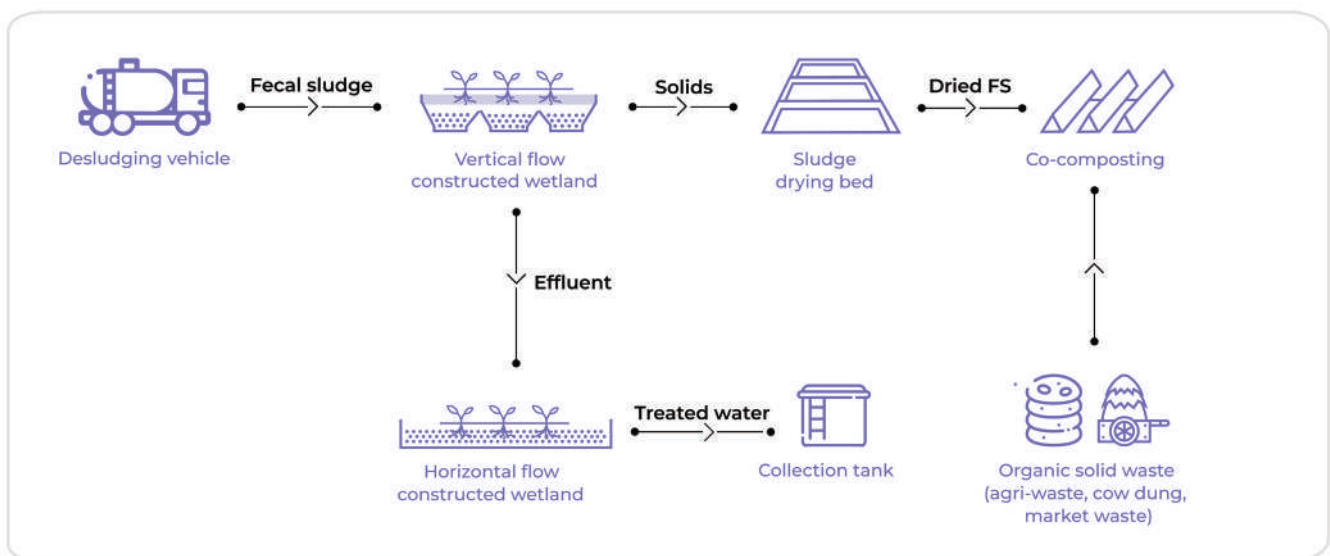 Fecal sludge
Solids
Dried FS
Desludging vehicle
Vertical flow
constructed wetland
Sludge
drying bed
Co-composting
Effluent
Treated water
Horizontal flow
constructed wetland
Collection tank
Organic solid waste
(agri-waste, cow dung,
market waste)